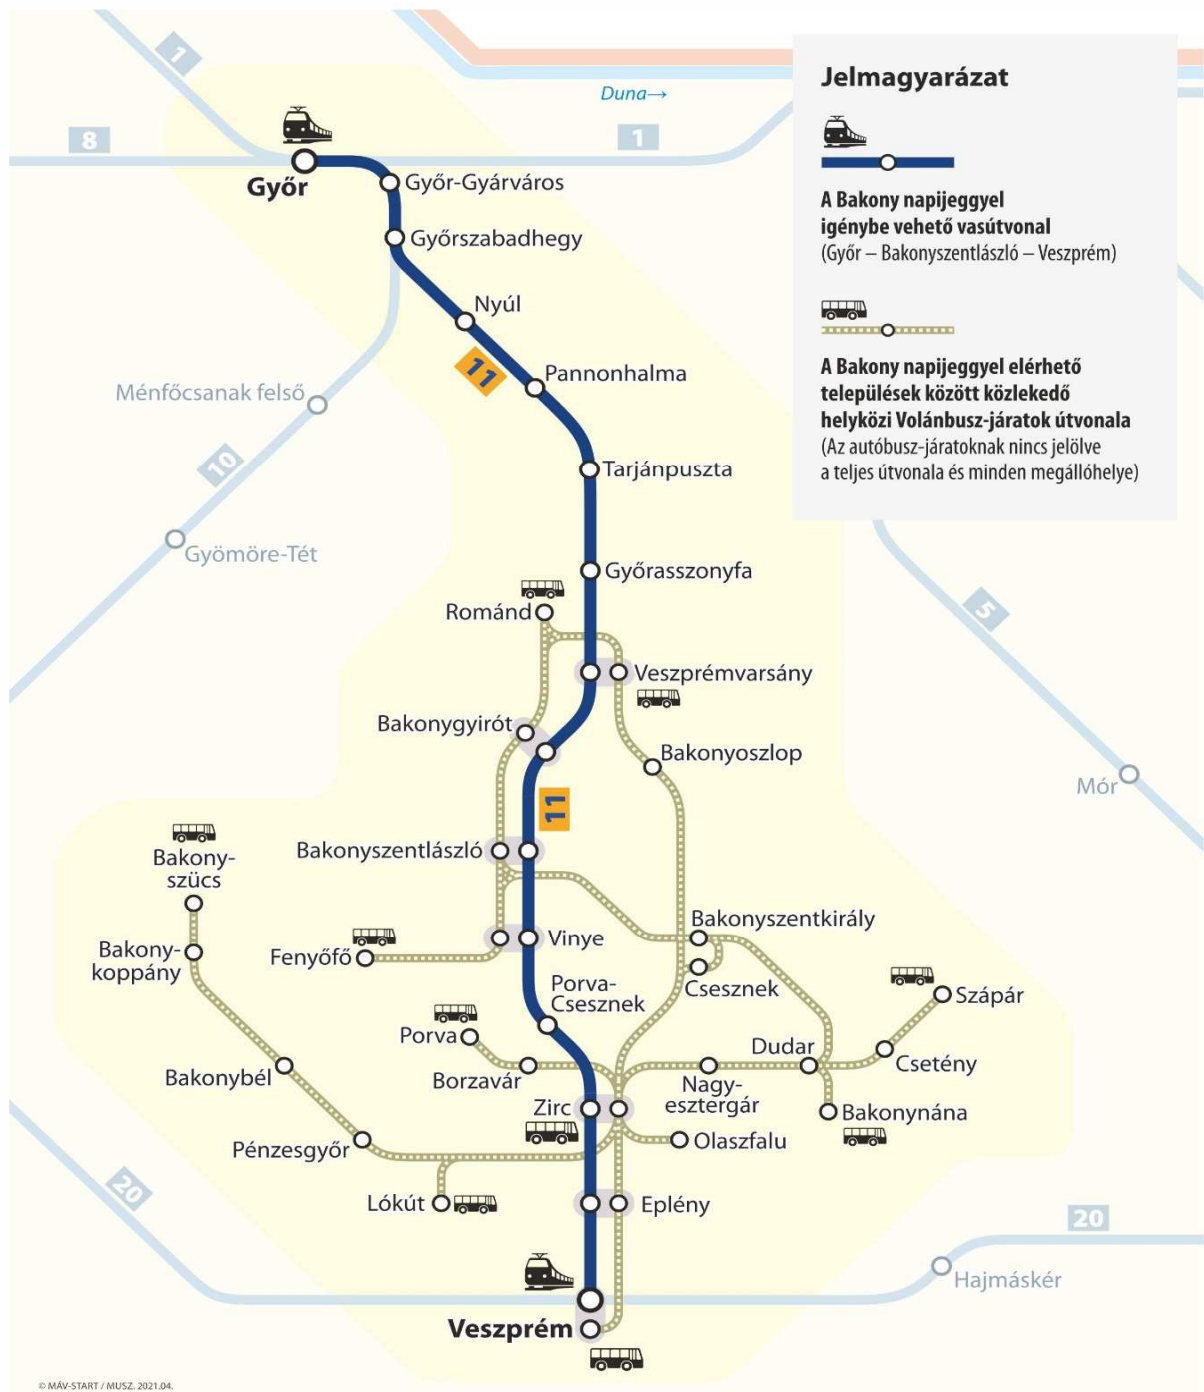 1
Duna→
8
1
Győr
Győr-Gyárváros
Győrszabadhegy
Nyúl
11
Pannonhalma
Ménfőcsanak felső
10
Tarjánpuszta
Gyömöre-Tét
Győrasszonyfa
5
Románd
Veszprémvarsány
Bakonygyirót
Bakonyoszlop
Mór
11
Bakonyszentlászló
Bakony-
szücs
Bakonyszentkirály
Bakony-
koppány
Fenyőfő
Vinye
Csesznek
Porva-
Csesznek
Szápár
Porva
Dudar
Csetény
Bakonybél
Borzavár
Nagy-
esztergár
Zirc
Bakonynána
Pénzesgyőr
Olaszfalu
20
Lókút
Eplény
20
Hajmáskér
Veszprém
Jelmagyarázat
A Bakony napijeggyel
igénybe vehető vasútvonal
(Győr – Bakonyszentlászló – Veszprém)
A Bakony napijeggyel elérhető
települések között közlekedő
helyközi Volánbusz-járatok útvonala
(Az autóbusz-járatoknak nincs jelölve
a teljes útvonala és minden megállóhelye)
© MÁV-START / MUSZ. 2021.04.